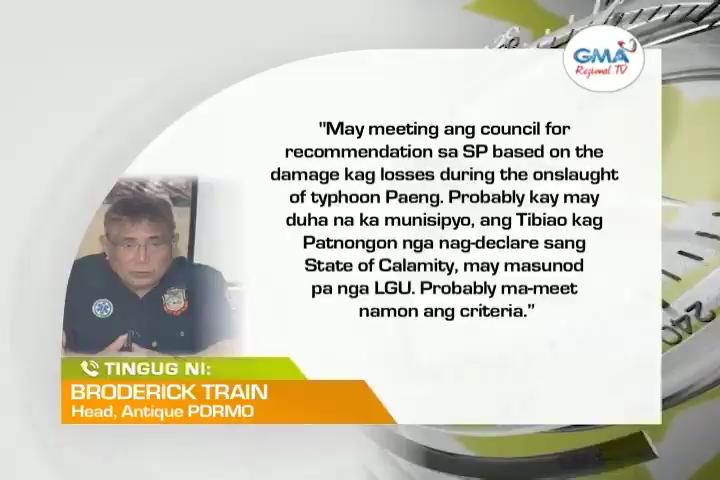 GMA
Regional TV
"May meeting ang council for
recommendation sa SP based on the
damage kag losses during the onslaught
of typhoon Paeng. Probably kay may
duha na ka munisipyo, ang Tibiao kag
Patnongon nga nag-declare sang
State of Calamity, may masunod
pa nga LGU. Probably ma-meet
namon ang criteria."
240
TINGUG NI:
BRODERICK TRAIN
Head, Antique PDRMO